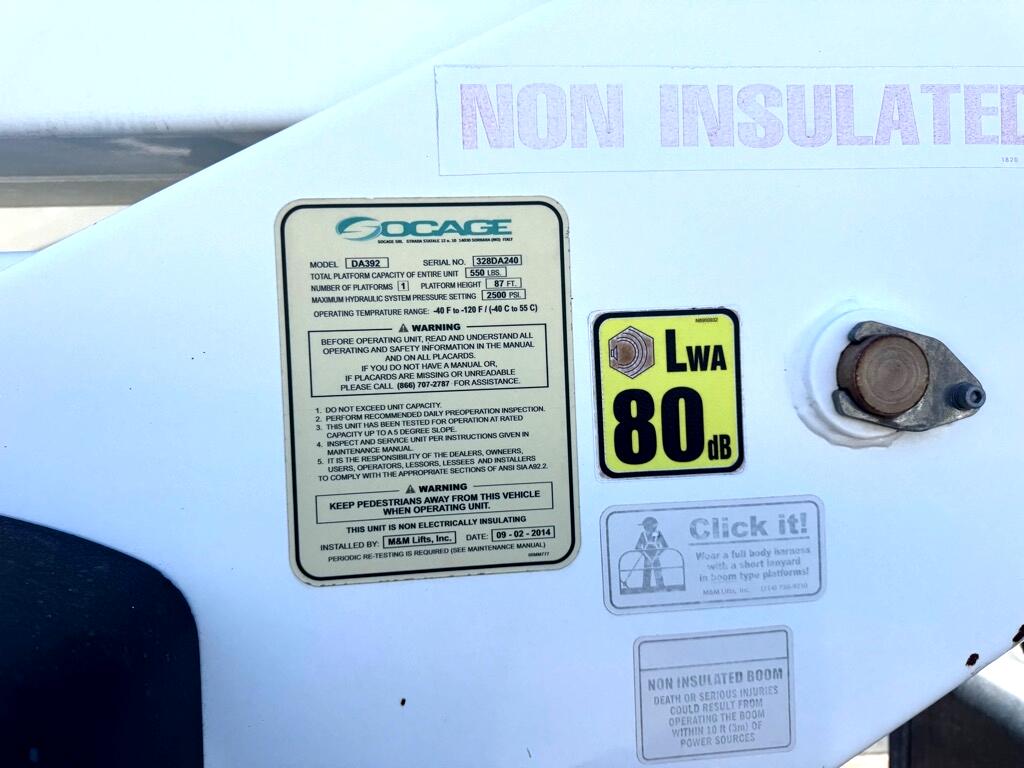 NON INSULATED
1820
SOCAGE
SOCAGE SRL STRADA STATALE 12 n. 10 14030 SORBARA (MO) ITALY
MODEL DA392 SERIAL NO. 328DA240
TOTAL PLATFORM CAPACITY OF ENTIRE UNIT 550 LBS.
NUMBER OF PLATFORMS 1 PLATFORM HEIGHT 87 FT.
MAXIMUM HYDRAULIC SYSTEM PRESSURE SETTING 2500 PSI.
OPERATING TEMPRATURE RANGE: -40 F to -120 F / (-40 C to 55 C)
WARNING
BEFORE OPERATING UNIT, READ AND UNDERSTAND ALL
OPERATING AND SAFETY INFORMATION IN THE MANUAL
AND ON ALL PLACARDS.
IF YOU DO NOT HAVE A MANUAL OR,
IF PLACARDS ARE MISSING OR UNREADABLE
PLEASE CALL (866) 707-2787 FOR ASSISTANCE.
1. DO NOT EXCEED UNIT CAPACITY.
2. PERFORM RECOMMENDED DAILY PREOPERATION INSPECTION.
3. THIS UNIT HAS BEEN TESTED FOR OPERATION AT RATED
CAPACITY UP TO A 5 DEGREE SLOPE.
4. INSPECT AND SERVICE UNIT PER INSTRUCTIONS GIVEN IN
MAINTENANCE MANUAL.
5. IT IS THE RESPONSIBILITY OF THE DEALERS, OWNEERS,
USERS, OPERATORS, LESSORS, LESSEES AND INSTALLERS
TO COMPLY WITH THE APPROPRIATE SECTIONS OF ANSI SIA A92.2.
WARNING
KEEP PEDESTRIANS AWAY FROM THIS VEHICLE
WHEN OPERATING UNIT.
THIS UNIT IS NON ELECTRICALLY INSULATING
INSTALLED BY: M&M Lifts, Inc. DATE: 09 - 02 - 2014
PERIODIC RE-TESTING IS REQUIRED (SEE MAINTENANCE MANUAL)
LWA
80 dB
Click it!
Wear a full body harness
with a short lanyard
in boom type platforms!
M&M Lifts, Inc.
NON INSULATED BOOM
DEATH OR SERIOUS INJURIES
COULD RESULT FROM
OPERATING THE BOOM
WITHIN 10 ft (3m) OF
POWER SOURCES